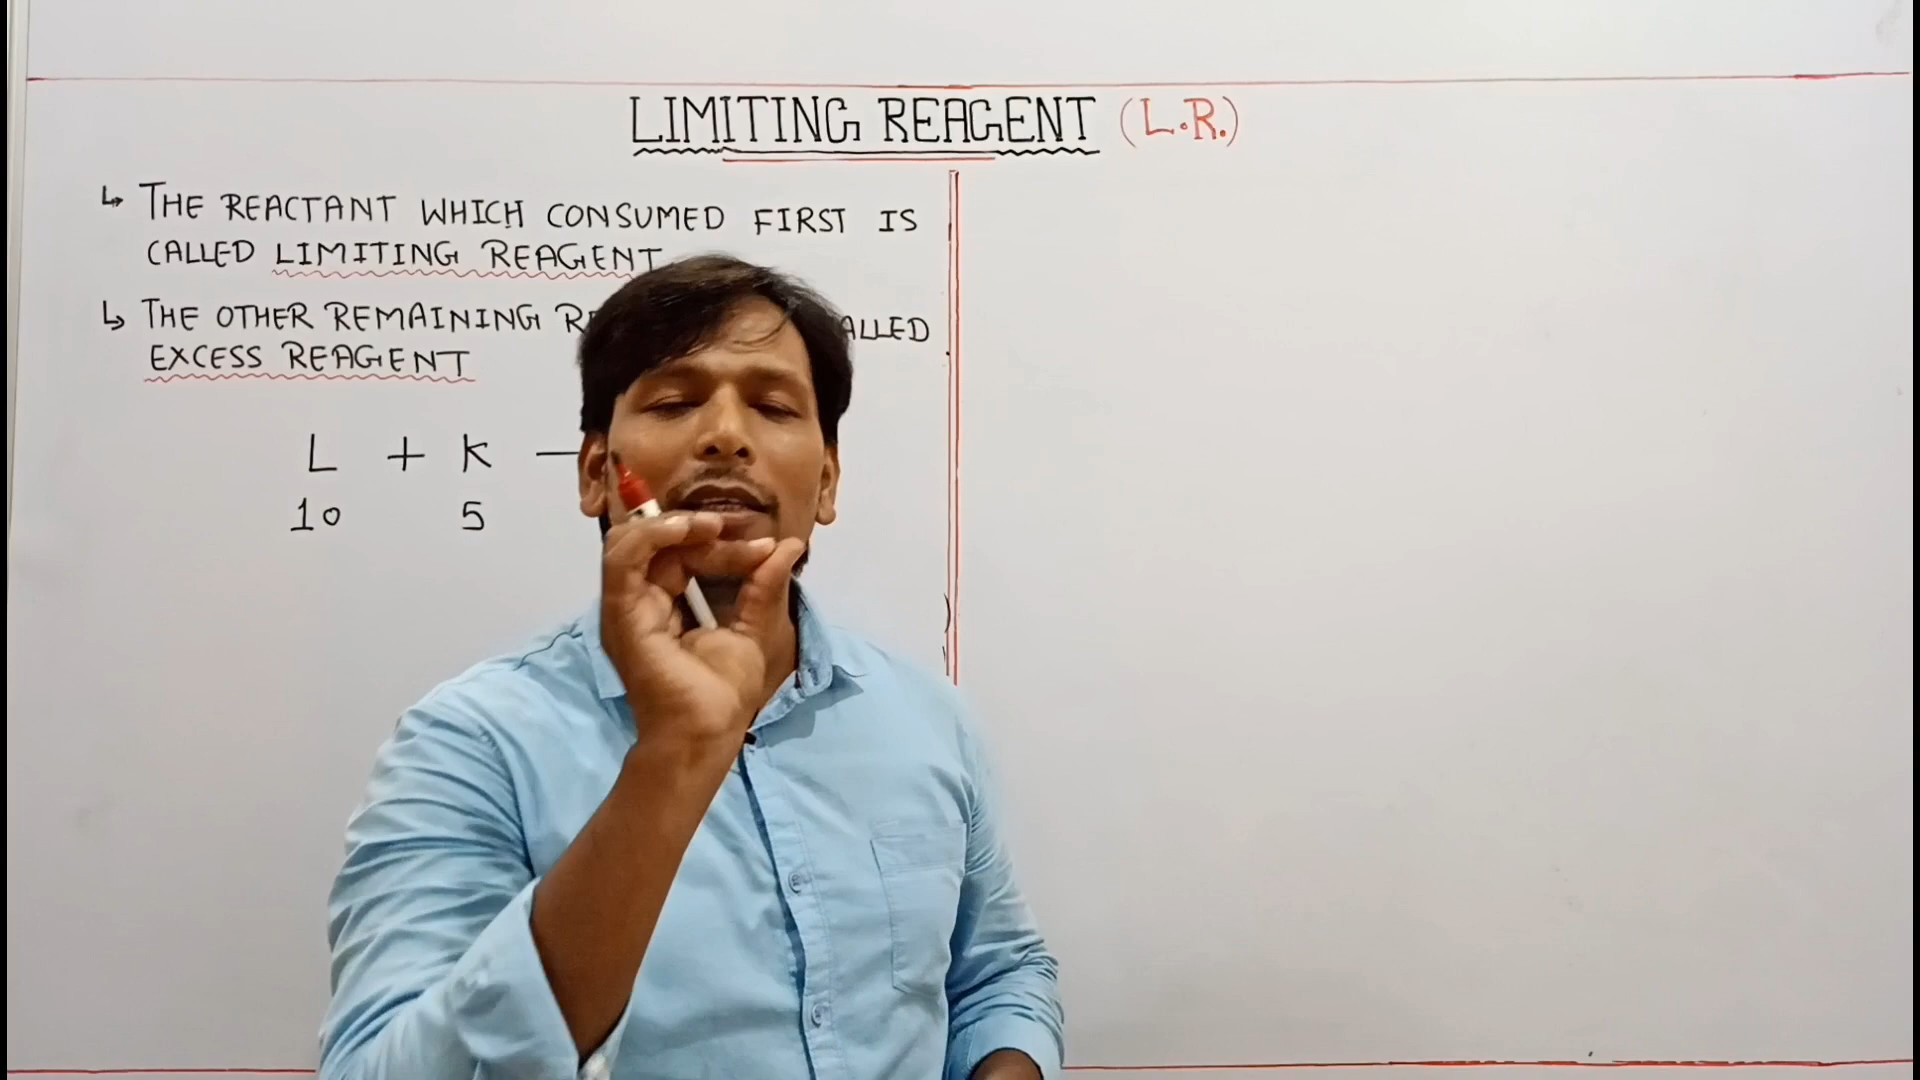 LIMITING REAGENT (L.R.)
↳ THE REACTANT WHICH CONSUMED FIRST IS
CALLED LIMITING REAGENT
↳ THE OTHER REMAINING
EXCESS REAGENT
L + K —
10 5